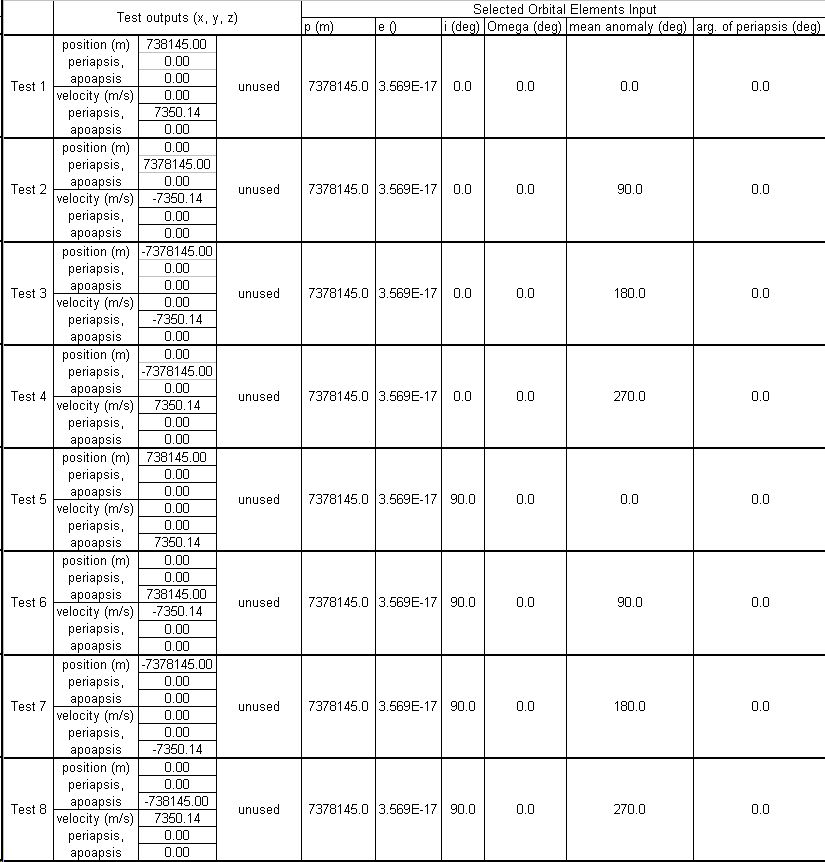 Test outputs (x, y, z) Selected Orbital Elements Input
p (m) e () i (deg) Omega (deg) mean anomaly (deg) arg. of periapsis (deg)
position (m) 738145.00
periapsis, 0.00
apoapsis 0.00
Test 1 unused 7378145.0 3.569E-17 0.0 0.0 0.0 0.0
velocity (m/s) 0.00
periapsis, 7350.14
apoapsis 0.00
position (m) 0.00
periapsis, 7378145.00
apoapsis 0.00
Test 2 unused 7378145.0 3.569E-17 0.0 0.0 90.0 0.0
velocity (m/s) -7350.14
periapsis, 0.00
apoapsis 0.00
position (m) -7378145.00
periapsis, 0.00
apoapsis 0.00
Test 3 unused 7378145.0 3.569E-17 0.0 0.0 180.0 0.0
velocity (m/s) 0.00
periapsis, -7350.14
apoapsis 0.00
position (m) 0.00
periapsis, -7378145.00
apoapsis 0.00
Test 4 unused 7378145.0 3.569E-17 0.0 0.0 270.0 0.0
velocity (m/s) 7350.14
periapsis, 0.00
apoapsis 0.00
position (m) 738145.00
periapsis, 0.00
apoapsis 0.00
Test 5 unused 7378145.0 3.569E-17 90.0 0.0 0.0 0.0
velocity (m/s) 0.00
periapsis, 0.00
apoapsis 7350.14
position (m) 0.00
periapsis, 0.00
apoapsis 738145.00
Test 6 unused 7378145.0 3.569E-17 90.0 0.0 90.0 0.0
velocity (m/s) -7350.14
periapsis, 0.00
apoapsis 0.00
position (m) -7378145.00
periapsis, 0.00
apoapsis 0.00
Test 7 unused 7378145.0 3.569E-17 90.0 0.0 180.0 0.0
velocity (m/s) 0.00
periapsis, 0.00
apoapsis -7350.14
position (m) 0.00
periapsis, 0.00
apoapsis -738145.00
Test 8 unused 7378145.0 3.569E-17 90.0 0.0 270.0 0.0
velocity (m/s) 7350.14
periapsis, 0.00
apoapsis 0.00